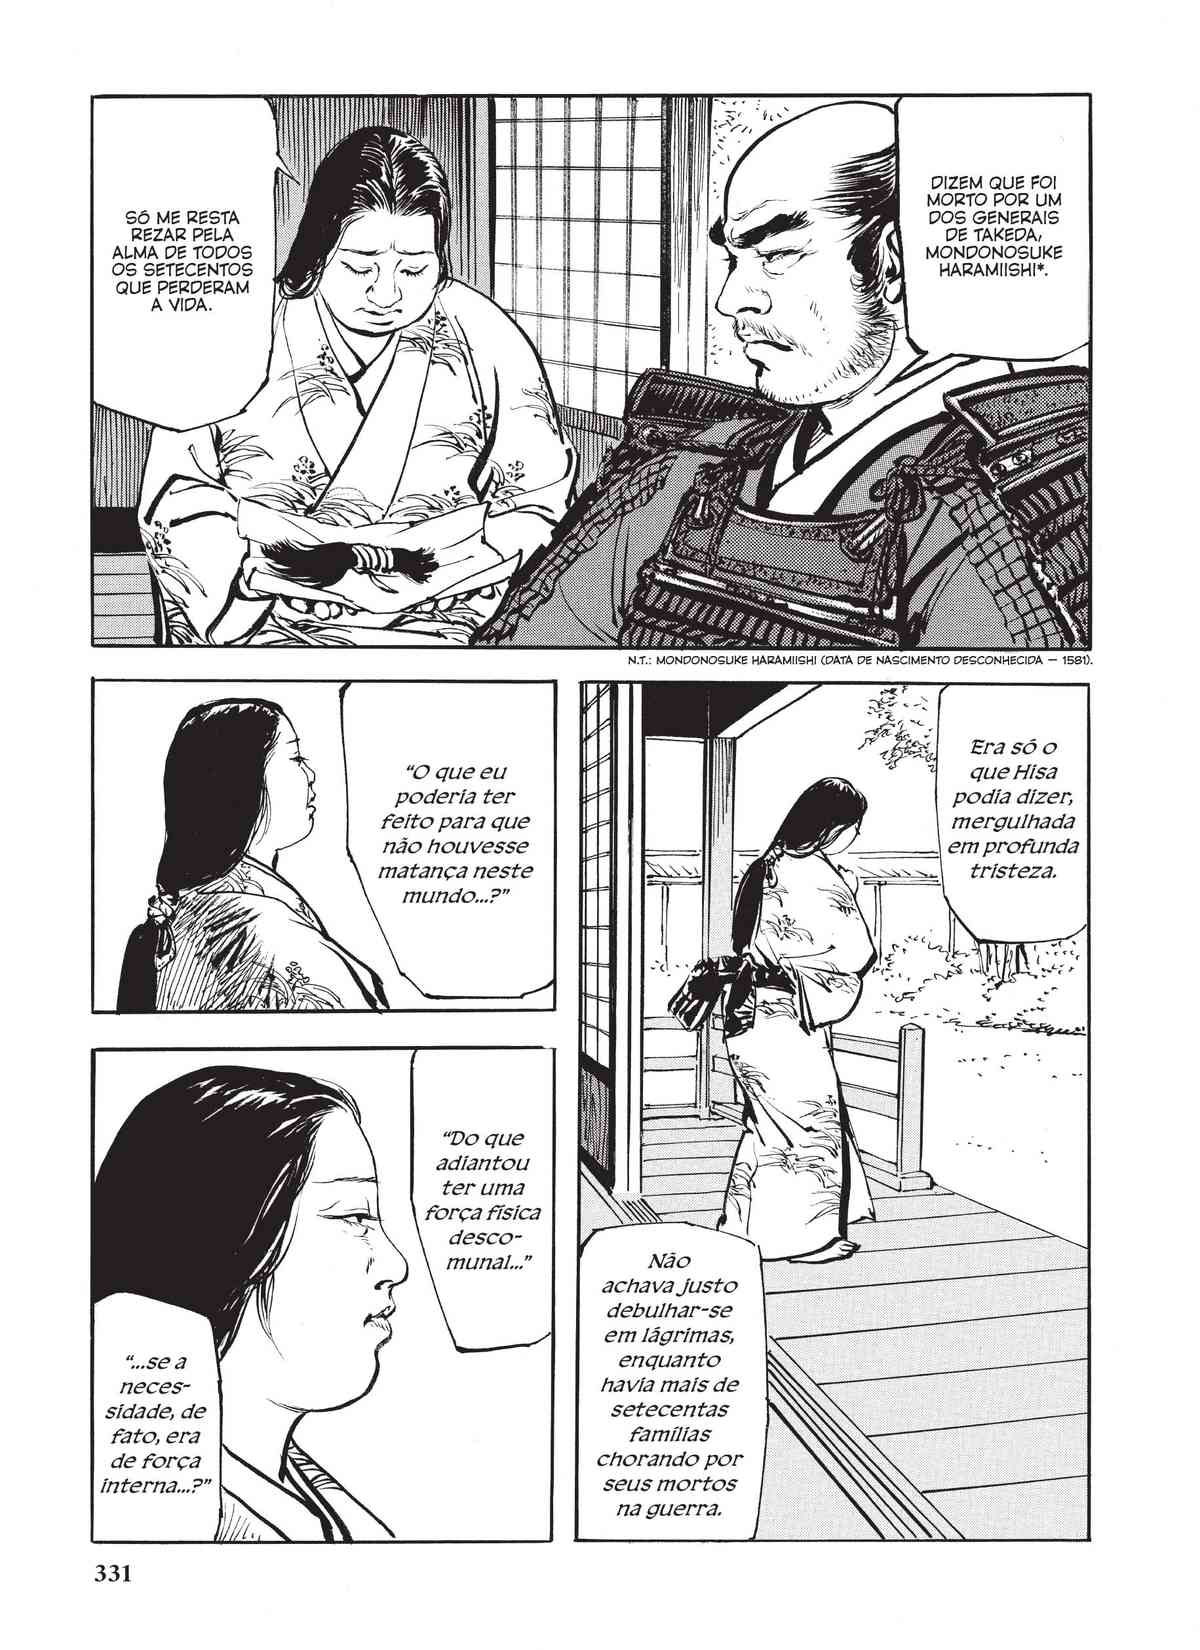 DIZEM QUE FOI
MORTO POR UM
DOS GENERAIS
DE TAKEDA,
MONDONOSUKE
HARAMIISHI*.
SÓ ME RESTA
REZAR PELA
ALMA DE TODOS
OS SETECENTOS
QUE PERDERAM
A VIDA.
N.T.: MONDONOSUKE HARAMIISHI (DATA DE NASCIMENTO DESCONHECIDA – 1581).
Era só o
que Hisa
podia dizer,
mergulhada
em profunda
tristeza.
Não
achava justo
debulhar-se
em lágrimas,
enquanto
havia mais de
setecentas
famílias
chorando por
seus mortos
na guerra.
“O que eu
poderia ter
feito para que
não houvesse
matança neste
mundo...?”
“Do que
adiantou
ter uma
força física
desco-
munal...”
“...se a
neces-
sidade, de
fato, era
de força
interna...?”
331